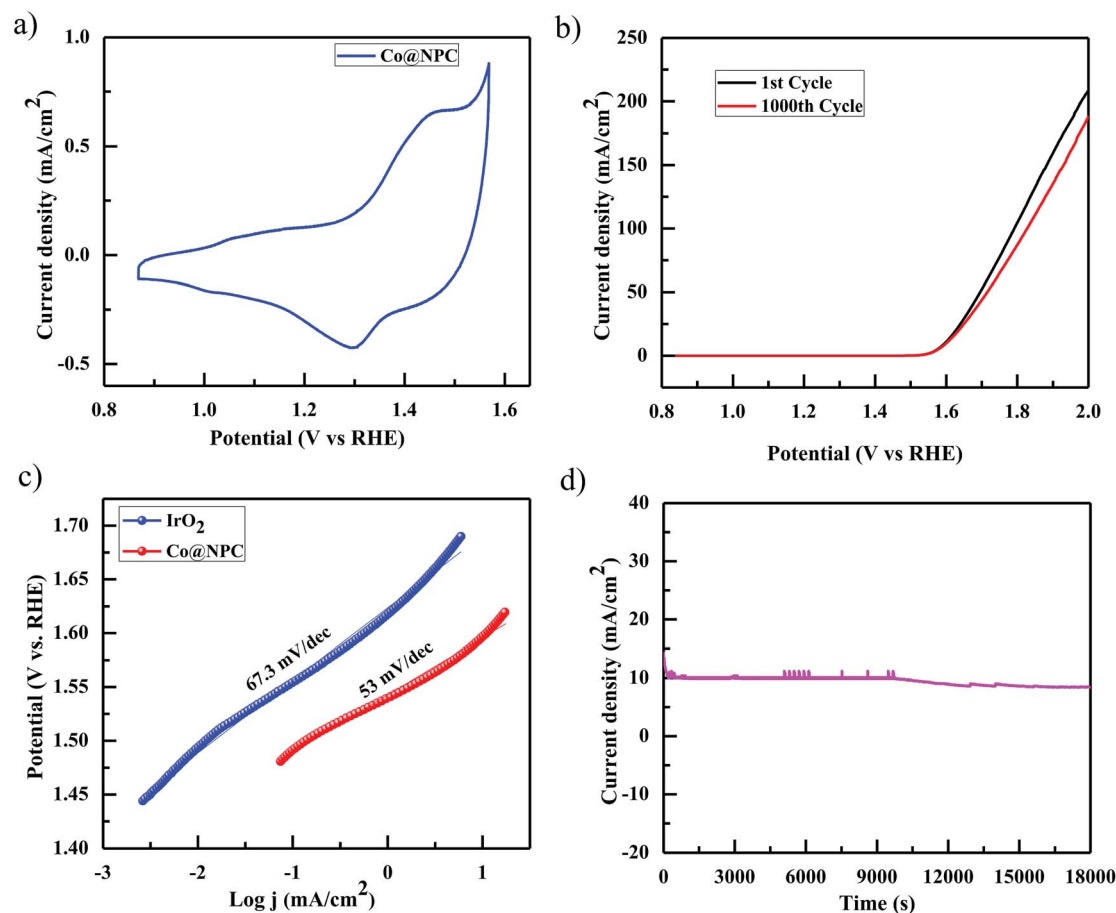 a)
1.0
0.5
0.0
-0.5
Current density (mA/cm²)
Co@NPC
0.8 1.0 1.2 1.4 1.6
Potential (V vs RHE)
b)
250
200
150
100
50
0
Current density (mA/cm²)
1st Cycle
1000th Cycle
0.8 1.0 1.2 1.4 1.6 1.8 2.0
Potential (V vs RHE)
c)
1.70
1.65
1.60
1.55
1.50
1.45
1.40
Potential (V vs. RHE)
IrO₂
Co@NPC
67.3 mV/dec
53 mV/dec
-3 -2 -1 0 1
Log j (mA/cm²)
d)
40
30
20
10
0
-10
-20
Current density (mA/cm²)
0 3000 6000 9000 12000 15000 18000
Time (s)